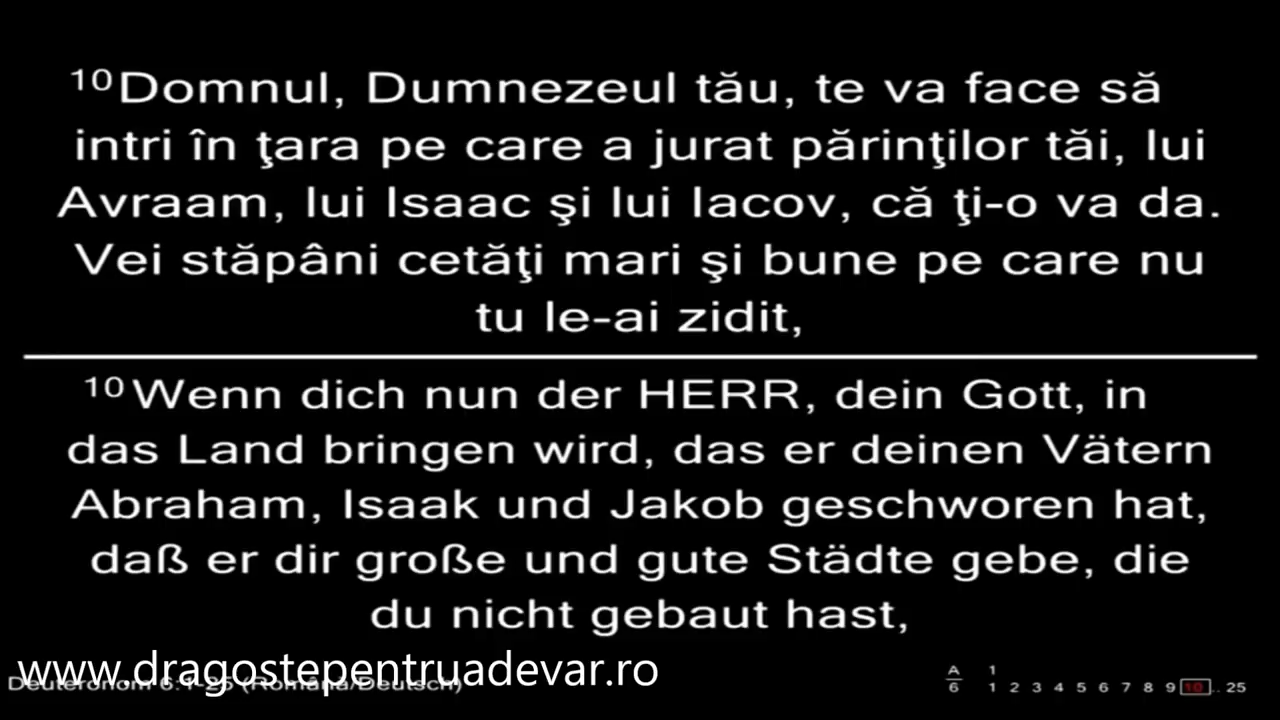 10 Domnul, Dumnezeul tău, te va face să
intri în ţara pe care a jurat părinţilor tăi, lui
Avraam, lui Isaac şi lui Iacov, că ţi-o va da.
Vei stăpâni cetăţi mari şi bune pe care nu
tu le-ai zidit,
10 Wenn dich nun der HERR, dein Gott, in
das Land bringen wird, das er deinen Vätern
Abraham, Isaak und Jakob geschworen hat,
daß er dir große und gute Städte gebe, die
du nicht gebaut hast,
www.dragostepentruadevar.ro
Deuteronom 6:1-25 (Română/Deutsch)
A 1
6 1 2 3 4 5 6 7 8 9 10 .. 25